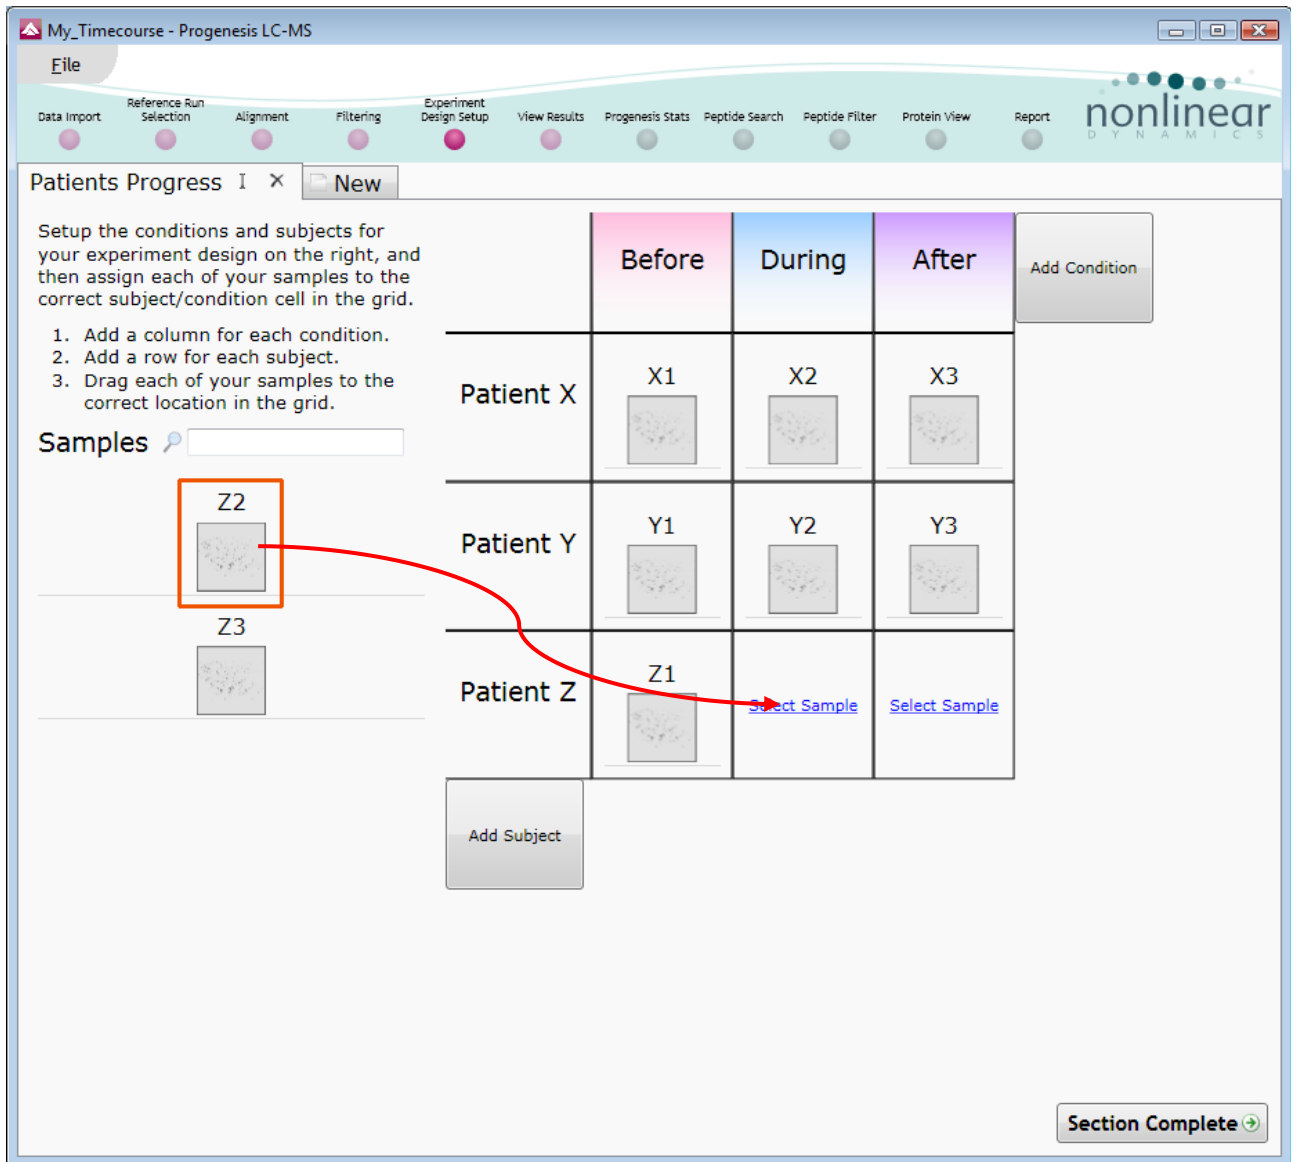 My_Timecourse - Progenesis LC-MS
File
Data Import
Reference Run
Selection
Alignment
Filtering
Experiment
Design Setup
View Results
Progenesis Stats
Peptide Search
Peptide Filter
Protein View
Report
nonlinear
DYNAMICS
Patients Progress
New
Setup the conditions and subjects for
your experiment design on the right, and
then assign each of your samples to the
correct subject/condition cell in the grid.
1. Add a column for each condition.
2. Add a row for each subject.
3. Drag each of your samples to the
correct location in the grid.
Samples
Z2
Z3
Before
During
After
Add Condition
Patient X
X1
X2
X3
Patient Y
Y1
Y2
Y3
Patient Z
Z1
Select Sample
Select Sample
Add Subject
Section Complete